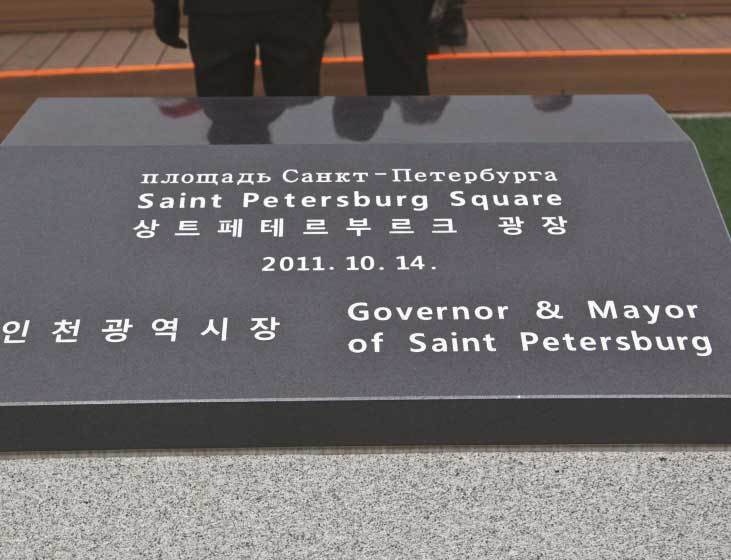 площадь Санкт-Петербурга
Saint Petersburg Square
상트페테르부르크 광장
2011. 10. 14.
인천광역시장
Governor & Mayor
of Saint Petersburg